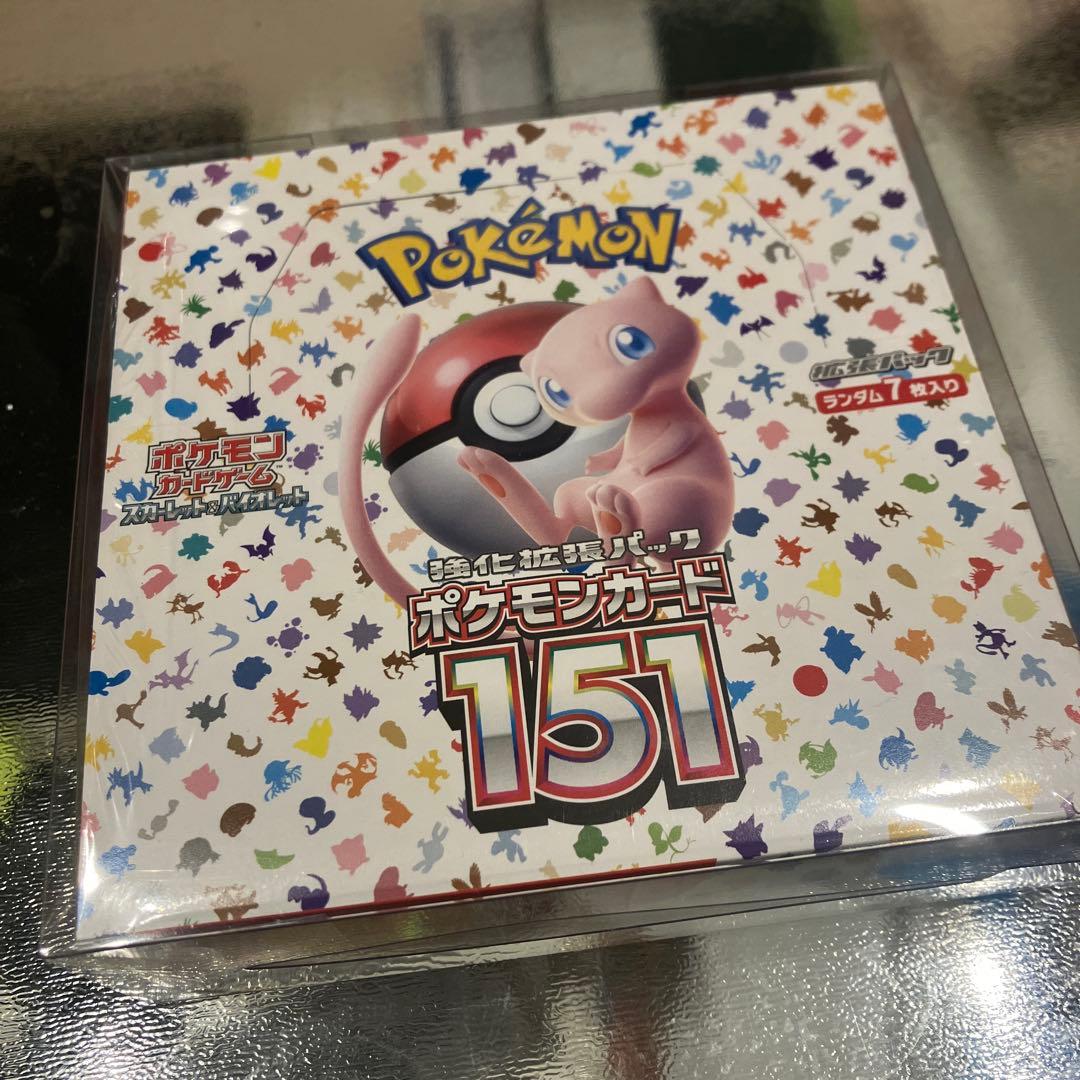 POKéMON
拡張パック
ランダム7枚入り
ポケモン
カードゲーム
スカーレット&バイオレット
強化拡張パック
ポケモンカード
151